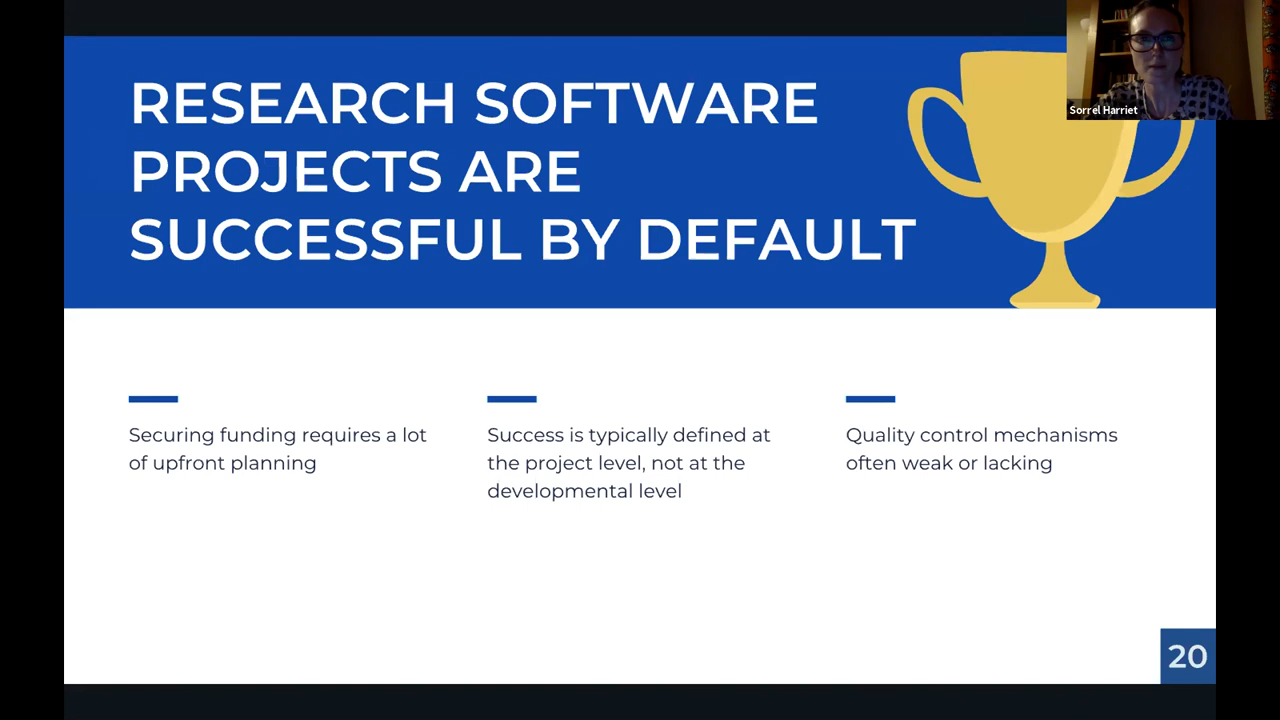 RESEARCH SOFTWARE
PROJECTS ARE
SUCCESSFUL BY DEFAULT
Sorrel Harriet
Securing funding requires a lot
of upfront planning
Success is typically defined at
the project level, not at the
developmental level
Quality control mechanisms
often weak or lacking
20